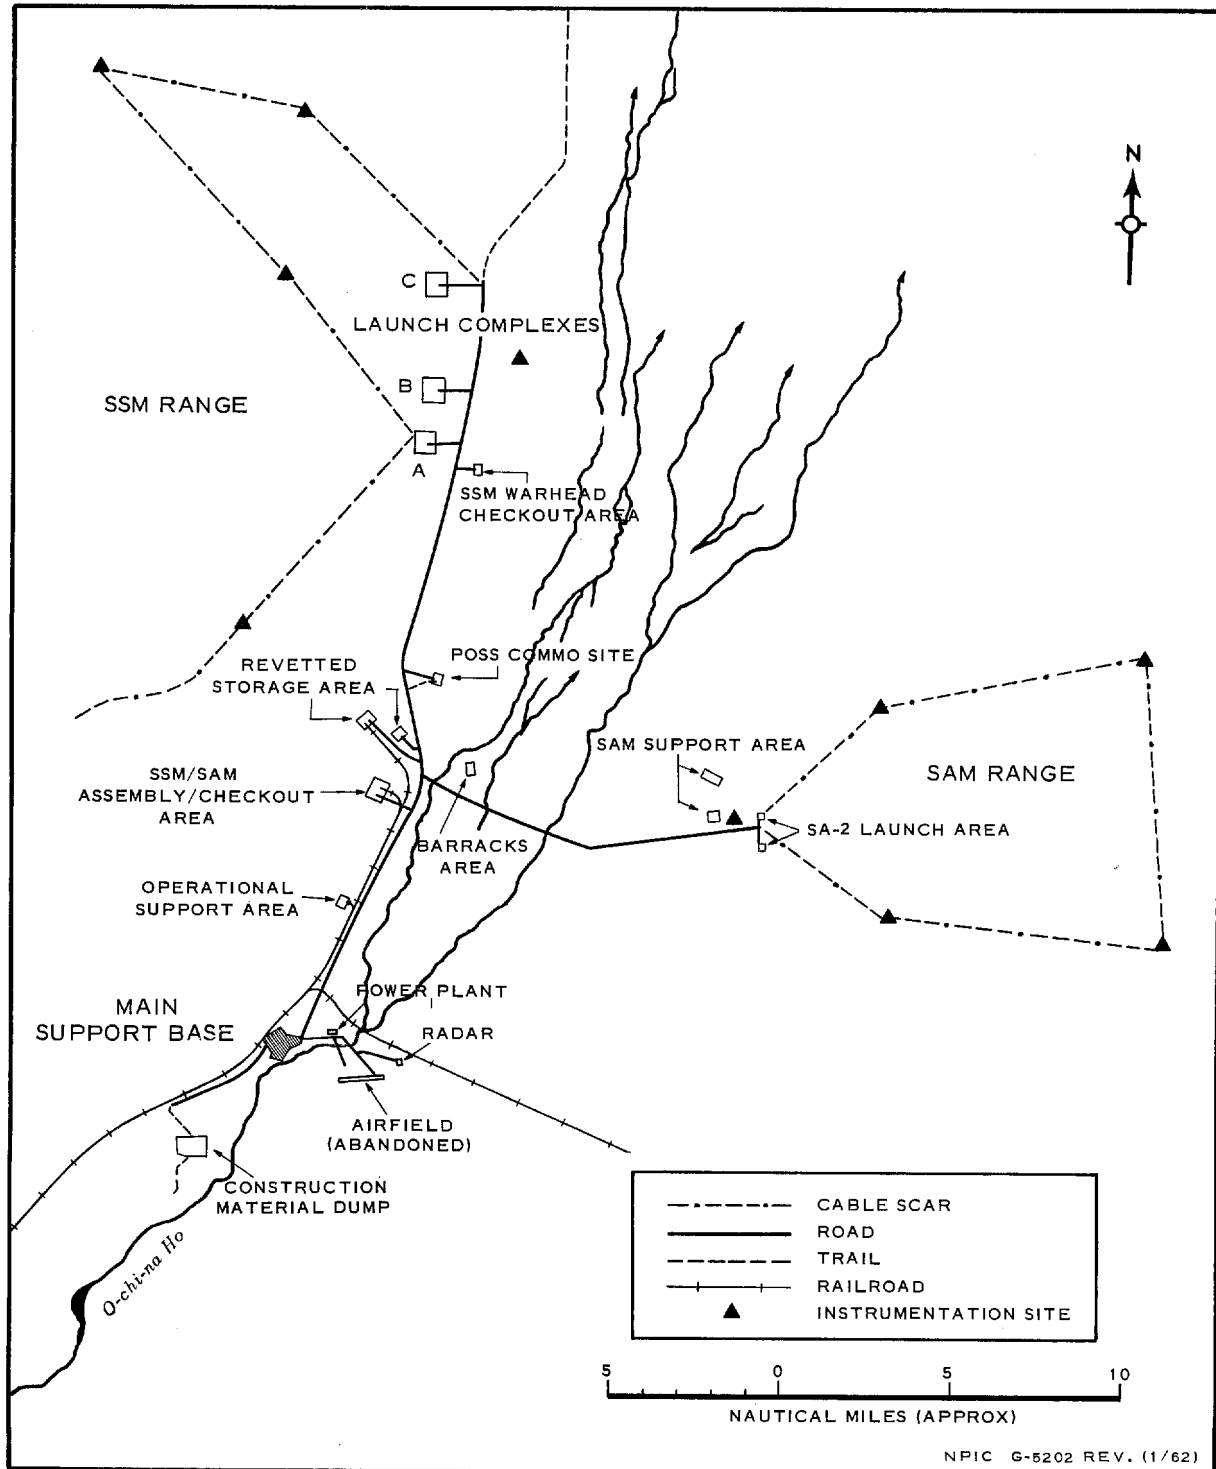 N
C
LAUNCH COMPLEXES
B
SSM RANGE
A
SSM WARHEAD
CHECKOUT AREA
POSS COMMO SITE
REVETTED
STORAGE AREA
SAM SUPPORT AREA
SAM RANGE
SSM/SAM
ASSEMBLY/CHECKOUT
AREA
SA-2 LAUNCH AREA
BARRACKS
AREA
OPERATIONAL
SUPPORT AREA
POWER PLANT
MAIN
SUPPORT BASE
RADAR
AIRFIELD
(ABANDONED)
CONSTRUCTION
MATERIAL DUMP
O-chi-na Ho
CABLE SCAR
ROAD
TRAIL
RAILROAD
INSTRUMENTATION SITE
5 0 5 10
NAUTICAL MILES (APPROX)
NPIC G-5202 REV. (1/62)